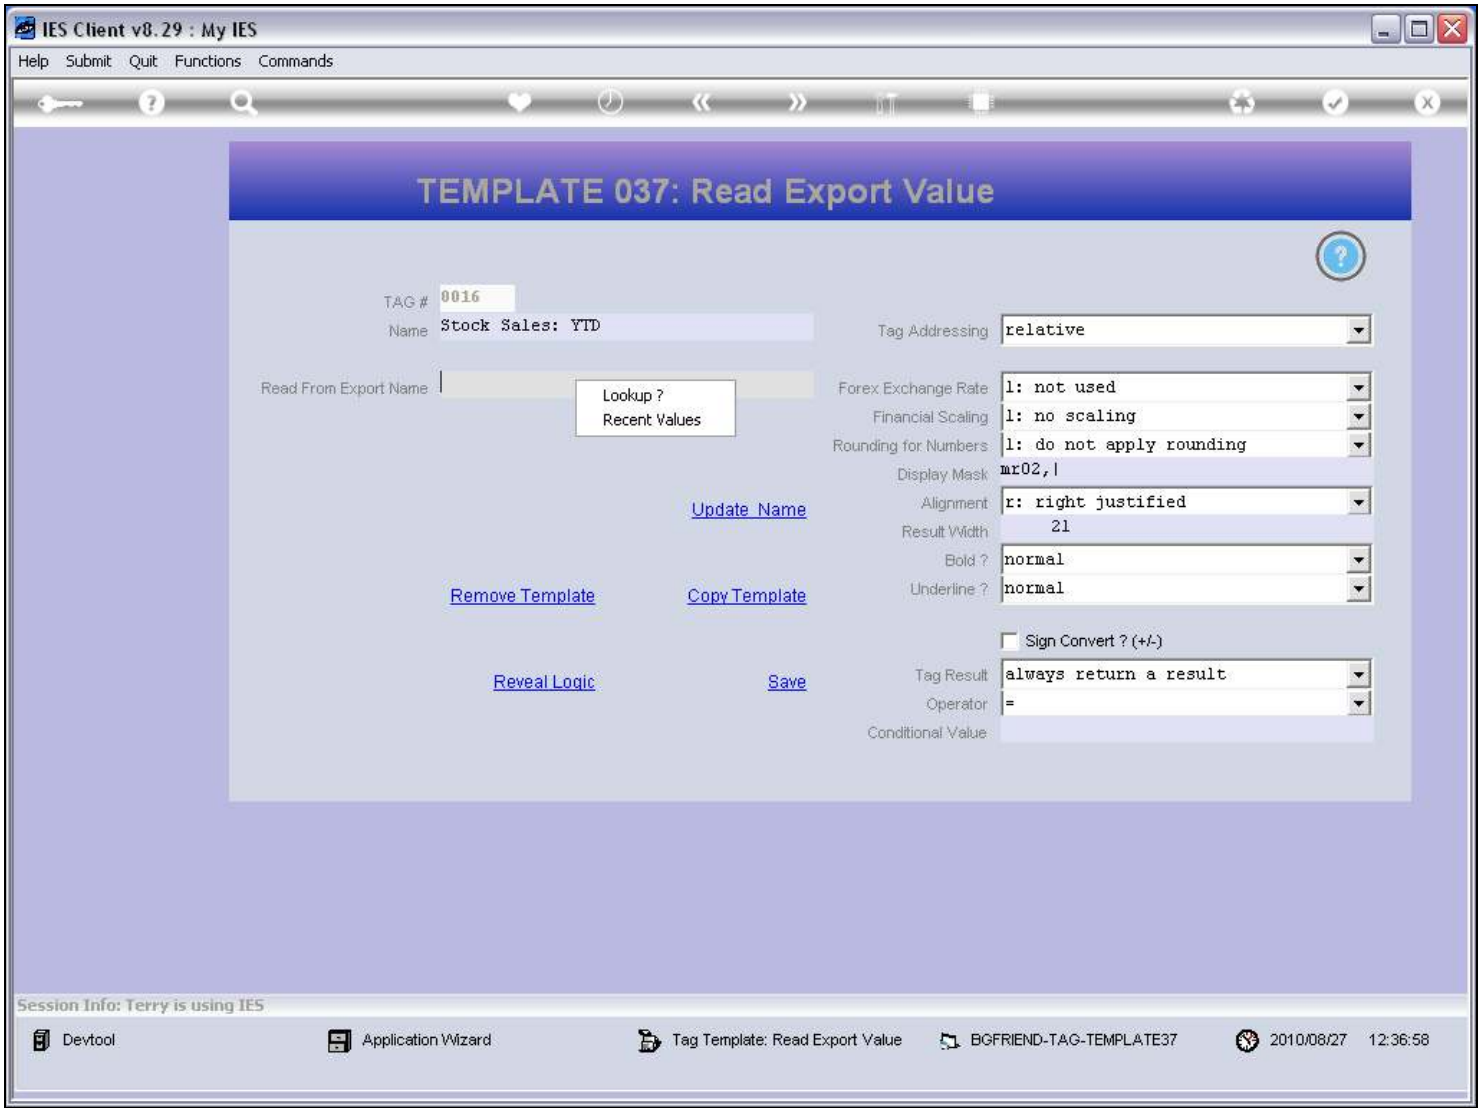 IES Client v8.29 : My IES
Help Submit Quit Functions Commands
TEMPLATE 037: Read Export Value
TAG # 0016
Name Stock Sales: YTD
Tag Addressing relative
Read From Export Name
Lookup ?
Recent Values
Forex Exchange Rate 1: not used
Financial Scaling 1: no scaling
Rounding for Numbers 1: do not apply rounding
Display Mask mr02,|
Update Name
Alignment r: right justified
Result Width 21
Bold ? normal
Remove Template Copy Template
Underline ? normal
Sign Convert ? (+/-)
Reveal Logic Save
Tag Result always return a result
Operator =
Conditional Value
Session Info: Terry is using IES
Devtool Application Wizard Tag Template: Read Export Value BGFRIEND-TAG-TEMPLATE37 2010/08/27 12:36:58